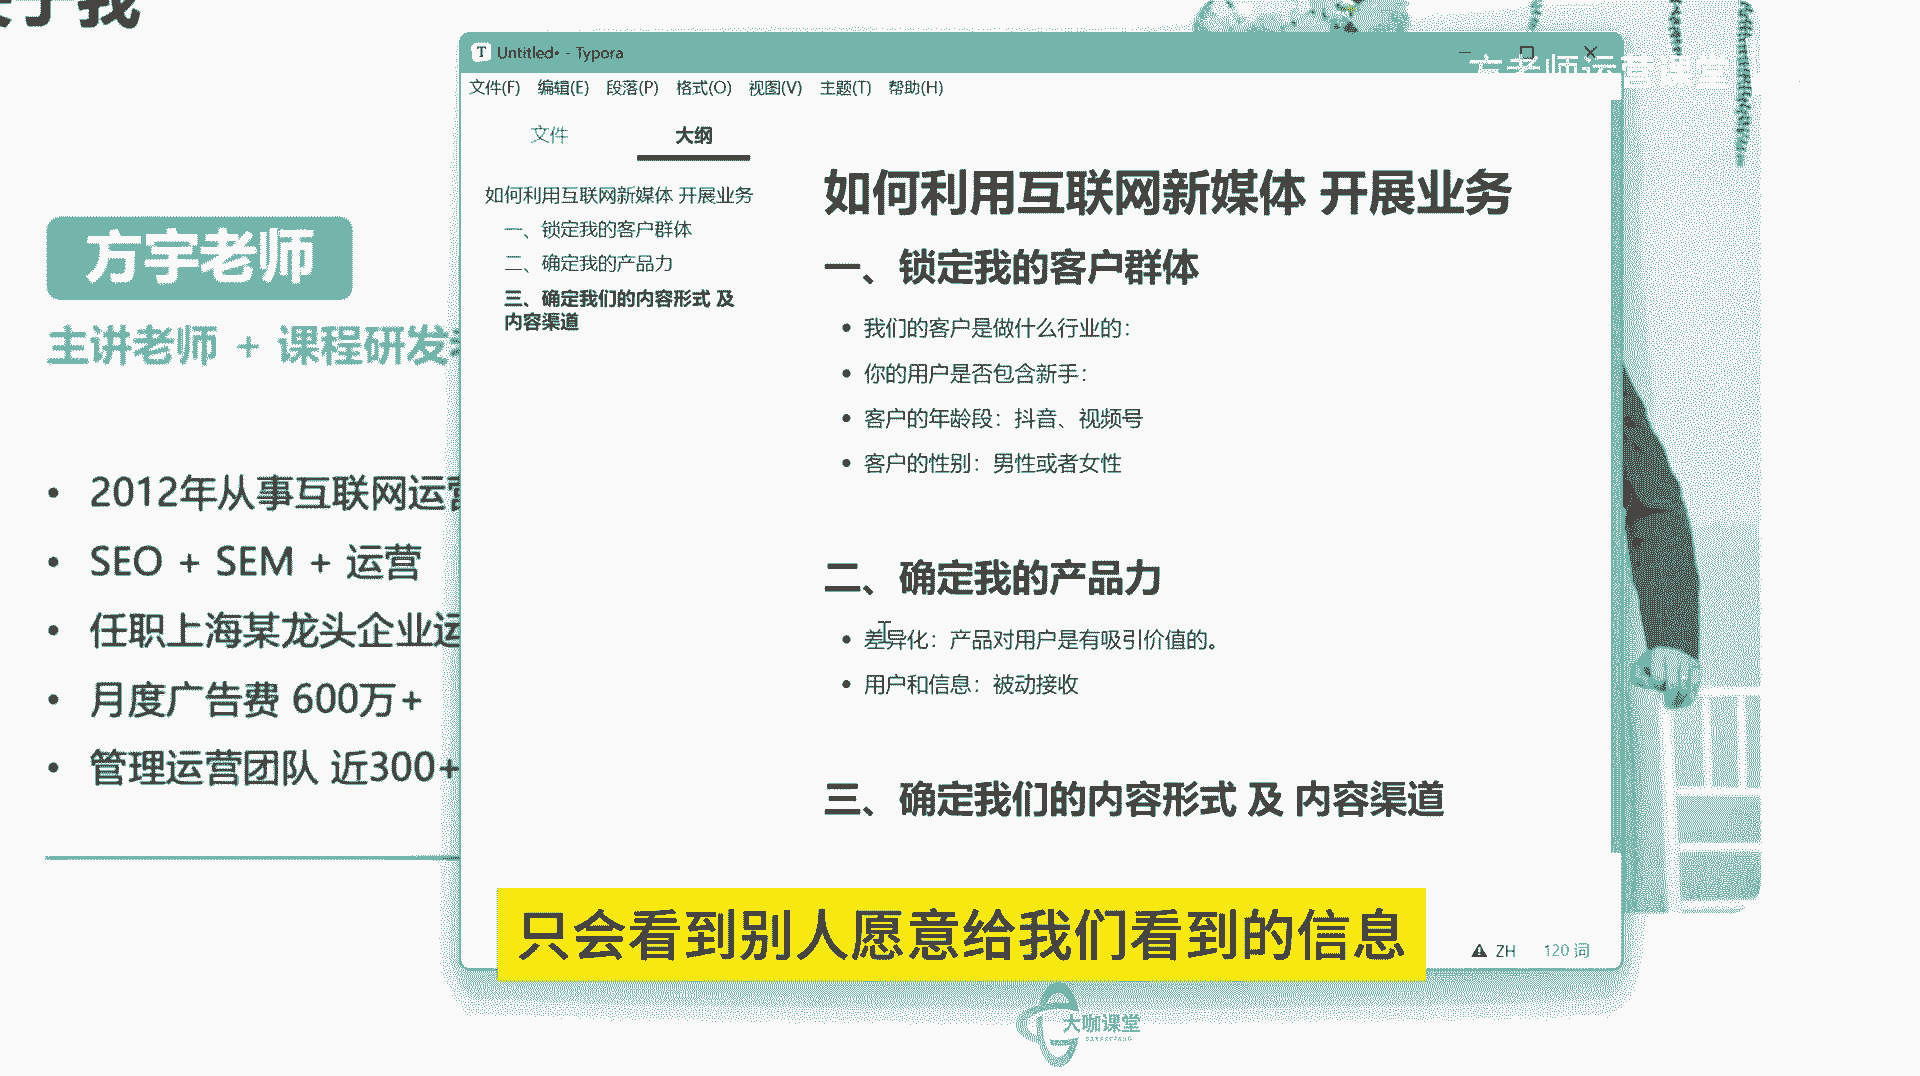 关于我
方宇老师
主讲老师 + 课程研发
2012年从事互联网运营
SEO + SEM + 运营
任职上海某龙头企业运
月度广告费 600万+
管理运营团队 近300+
Untitled• - Typora
方老师运营课堂
文件(F) 编辑(E) 段落(P) 格式(O) 视图(V) 主题(T) 帮助(H)
文件 大纲
如何利用互联网新媒体 开展业务
一、锁定我的客户群体
二、确定我的产品力
三、确定我们的内容形式 及
内容渠道
如何利用互联网新媒体 开展业务
一、锁定我的客户群体
我们的客户是做什么行业的：
你的用户是否包含新手：
客户的年龄段：抖音、视频号
客户的性别：男性或者女性
二、确定我的产品力
差异化：产品对用户是有吸引价值的。
用户和信息：被动接收
三、确定我们的内容形式 及 内容渠道
只会看到别人愿意给我们看到的信息
ZH 120 词
大咖课堂